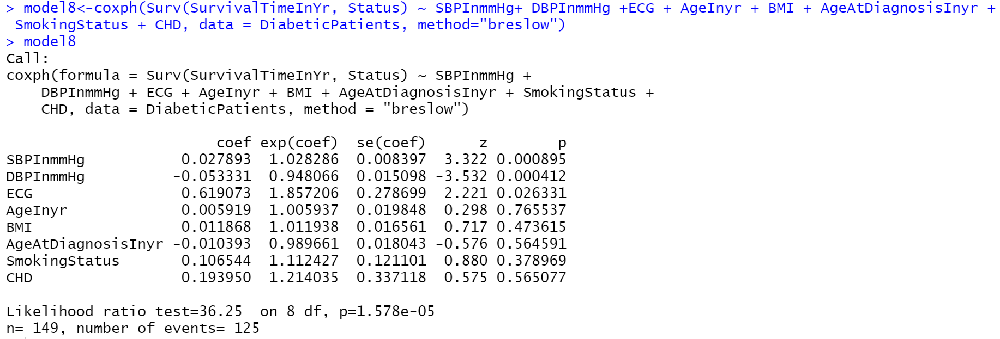 > model8<-coxph(Surv(SurvivalTimeInYr, Status) ~ SBPInmmHg+ DBPInmmHg +ECG + AgeInyr + BMI + AgeAtDiagnosisInyr +
 SmokingStatus + CHD, data = DiabeticPatients, method="breslow")
> model8
Call:
coxph(formula = Surv(SurvivalTimeInYr, Status) ~ SBPInmmHg +
    DBPInmmHg + ECG + AgeInyr + BMI + AgeAtDiagnosisInyr + SmokingStatus +
    CHD, data = DiabeticPatients, method = "breslow")

                        coef exp(coef)  se(coef)      z        p
SBPInmmHg           0.027893  1.028286  0.008397  3.322 0.000895
DBPInmmHg          -0.053331  0.948066  0.015098 -3.532 0.000412
ECG                 0.619073  1.857206  0.278699  2.221 0.026331
AgeInyr             0.005919  1.005937  0.019848  0.298 0.765537
BMI                 0.011868  1.011938  0.016561  0.717 0.473615
AgeAtDiagnosisInyr -0.010393  0.989661  0.018043 -0.576 0.564591
SmokingStatus       0.106544  1.112427  0.121101  0.880 0.378969
CHD                 0.193950  1.214035  0.337118  0.575 0.565077

Likelihood ratio test=36.25  on 8 df, p=1.578e-05
n= 149, number of events= 125